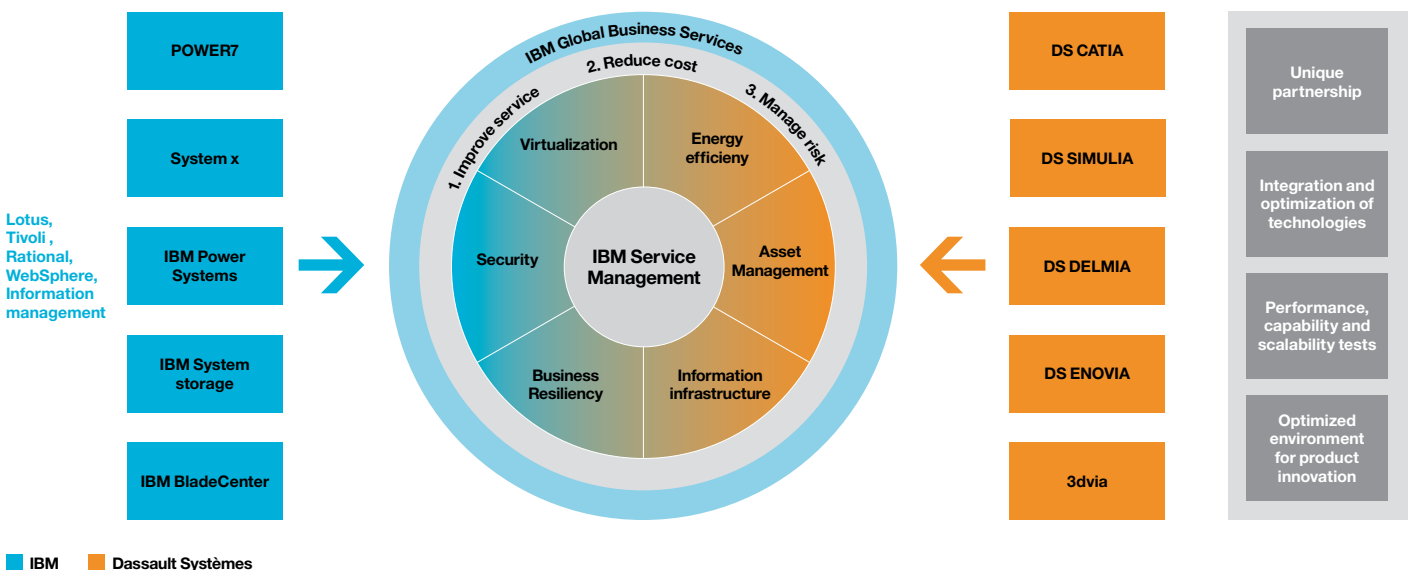 Lotus,
Tivoli ,
Rational,
WebSphere,
Information
management
POWER7
System x
IBM Power
Systems
IBM System
storage
IBM BladeCenter
IBM Global Business Services
1. Improve service
2. Reduce cost
3. Manage risk
Virtualization
Energy
efficieny
Security
IBM Service
Management
Asset
Management
Business
Resiliency
Information
infrastructure
DS CATIA
DS SIMULIA
DS DELMIA
DS ENOVIA
3dvia
Unique
partnership
Integration and
optimization of
technologies
Performance,
capability and
scalability tests
Optimized
environment
for product
innovation
IBM
Dassault Systèmes